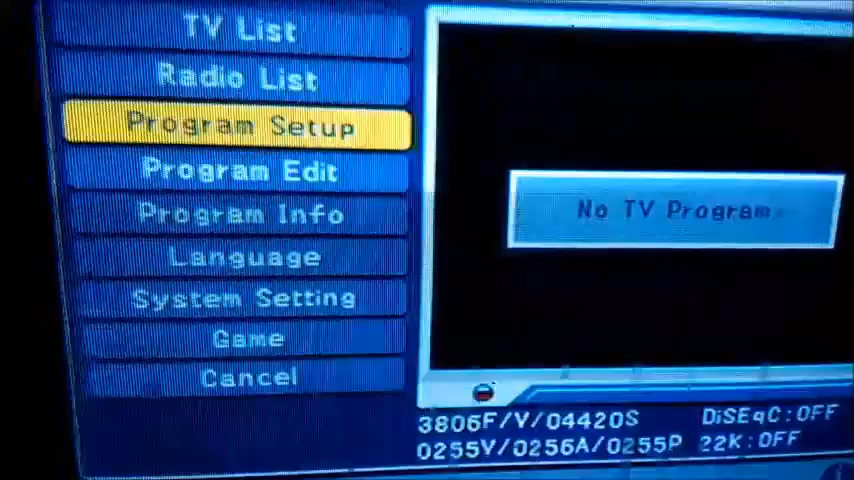 TV List
Radio List
Program Setup
Program Edit
Program Info
Language
System Setting
Game
Cancel
No TV Program
3806F/V/04420S
DiSEqC:OFF
0255V/0256A/0255P
22K:OFF